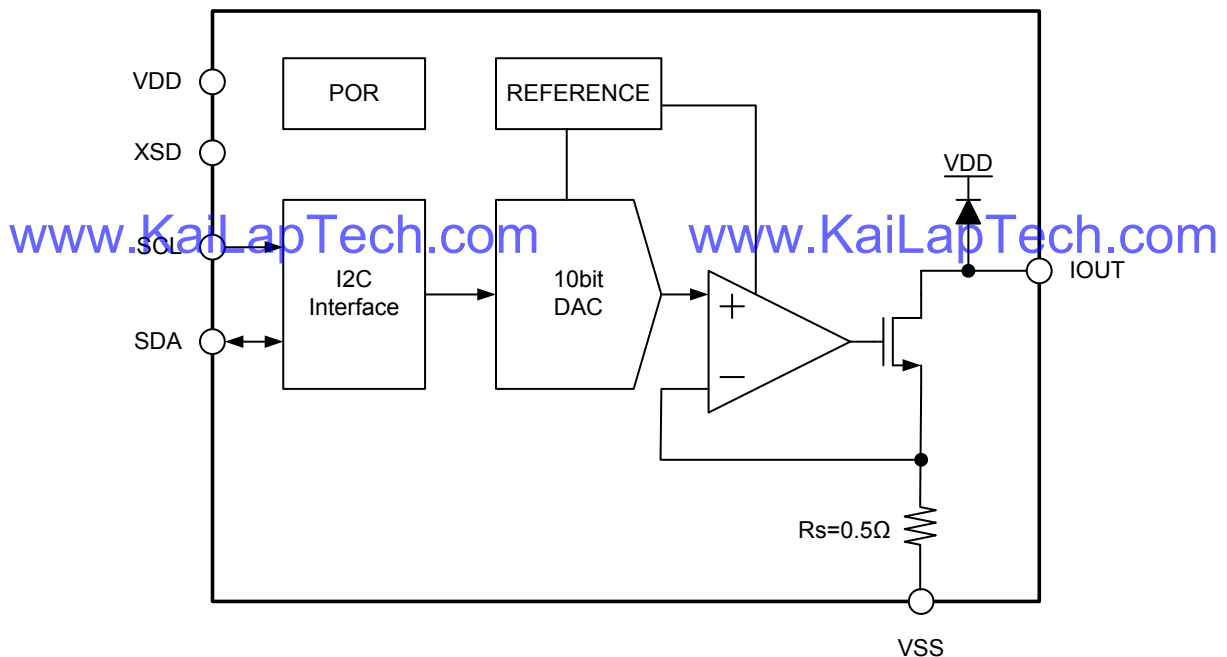 VDD
POR
REFERENCE
XSD
VDD
www.KaiLapTech.com
www.KaiLapTech.com
SCL
I2C
Interface
10bit
DAC
+
−
IOUT
SDA
Rs=0.5Ω
VSS